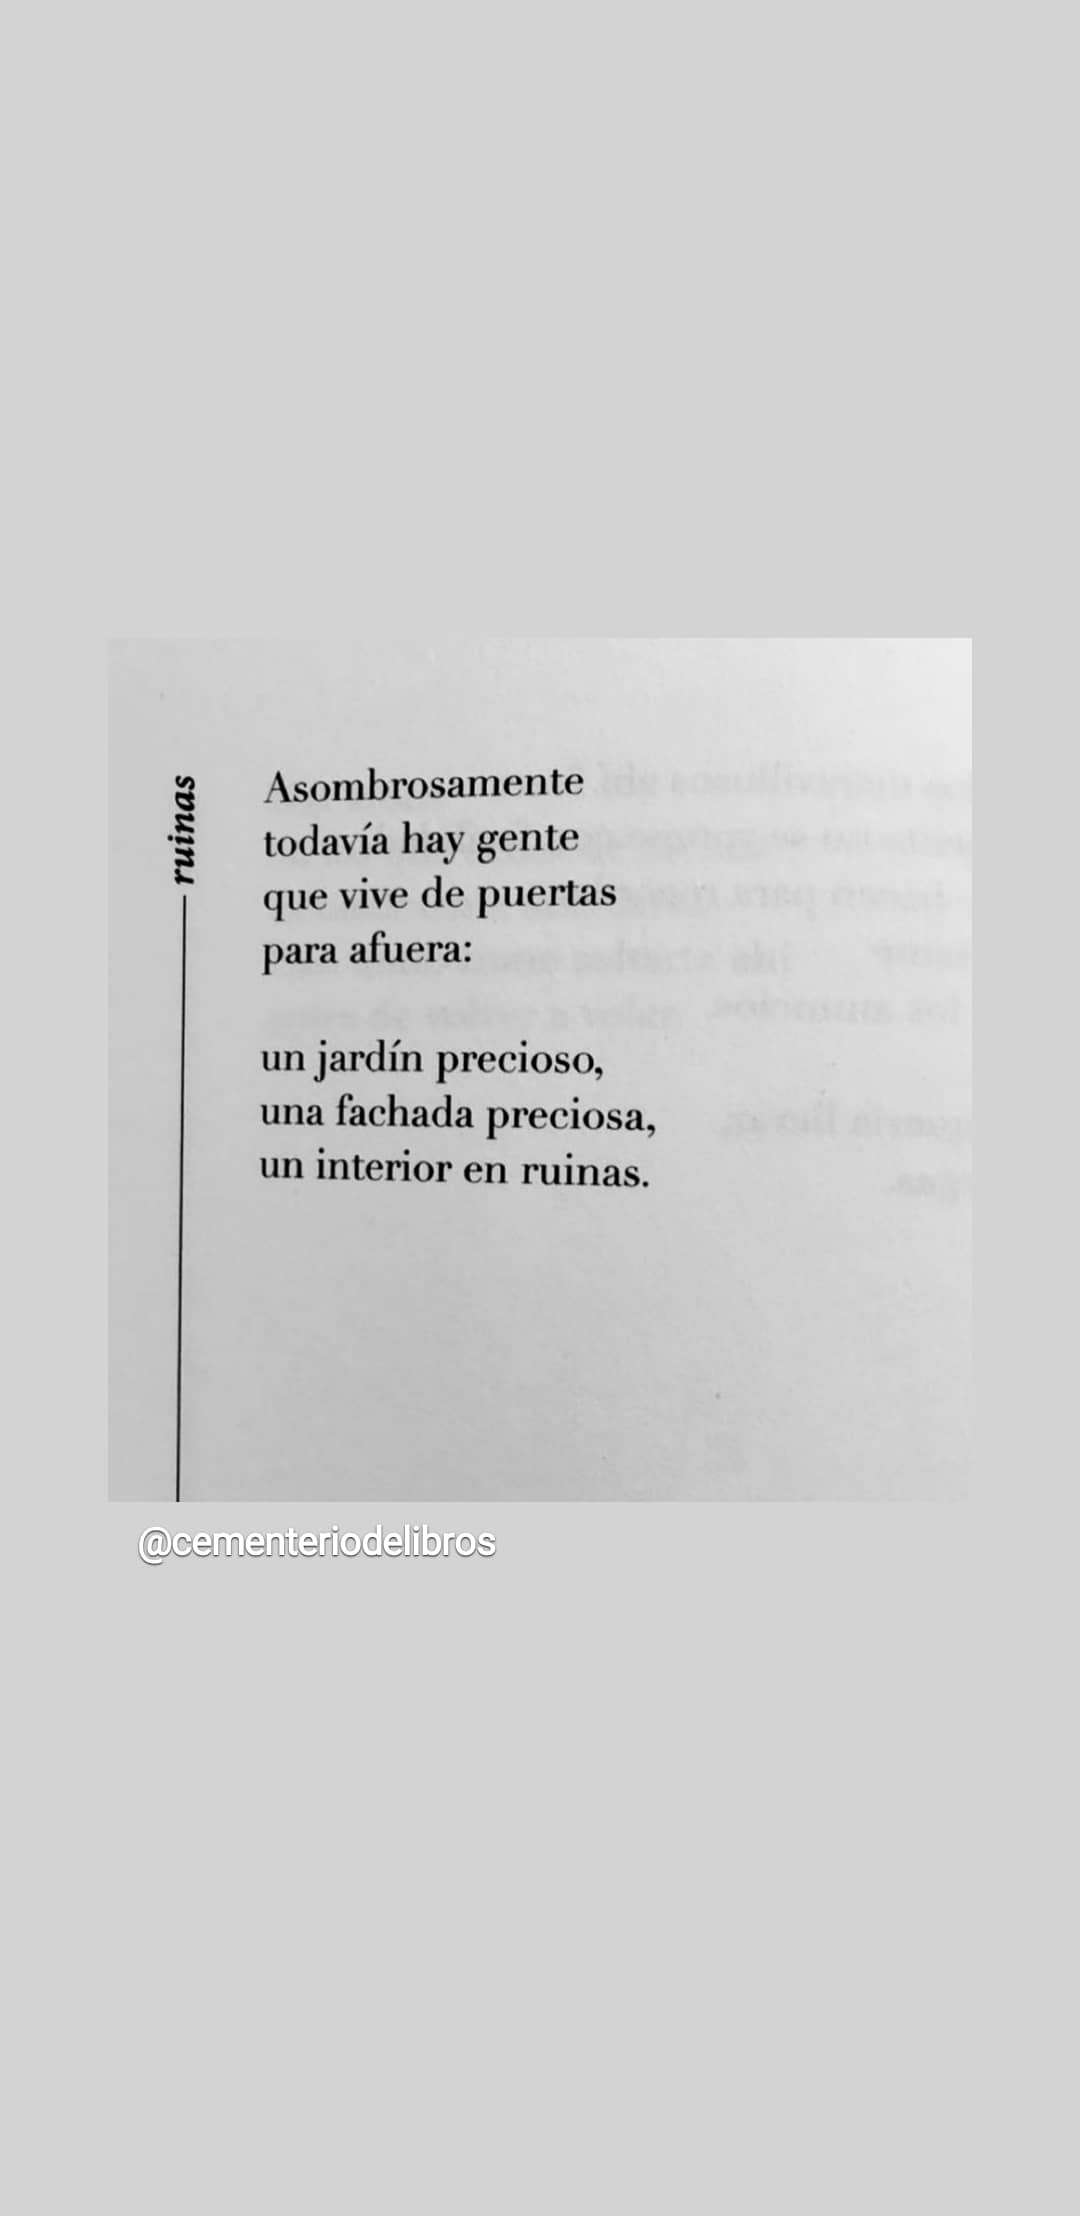 ruinas
Asombrosamente
todavía hay gente
que vive de puertas
para afuera:
un jardín precioso,
una fachada preciosa,
un interior en ruinas.
@cementeriodelibros